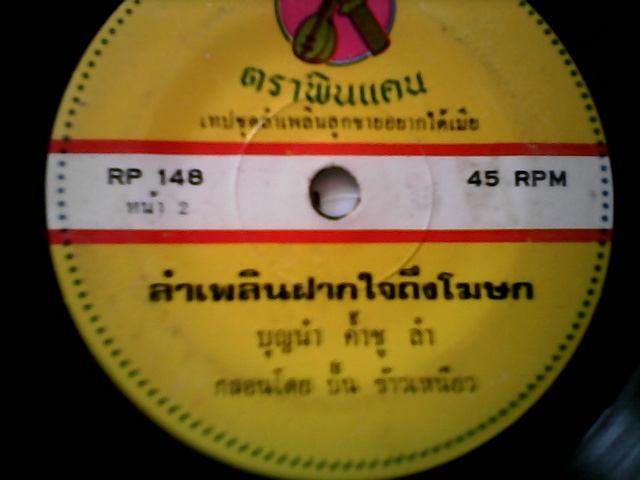 ตราพิณแคน
เทปชุดลำเพลินลูกชายอยากได้เมีย
RP 148
45 RPM
หน้า 2
ลำเพลินฝากใจถึงโฆษก
บุญนำ ค้ำชู ลำ
กลอนโดย ปั้น ข้าวเหนียว